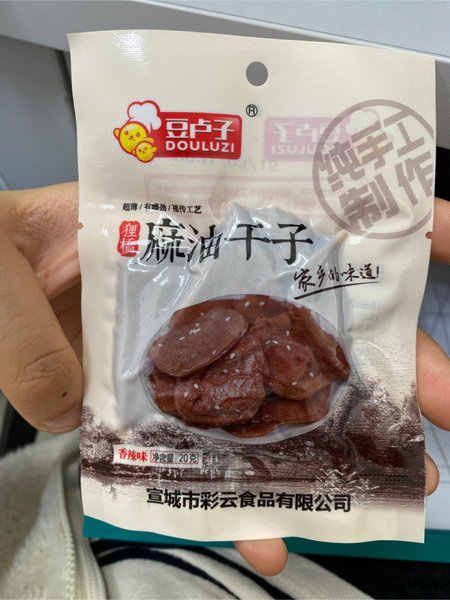 豆卢子®
DOULUZI
纯手工
制作
超薄/有嚼劲/祖传工艺
狸桥
麻油干子
家乡的味道!
香辣味 净含量:20克
宣城市彩云食品有限公司